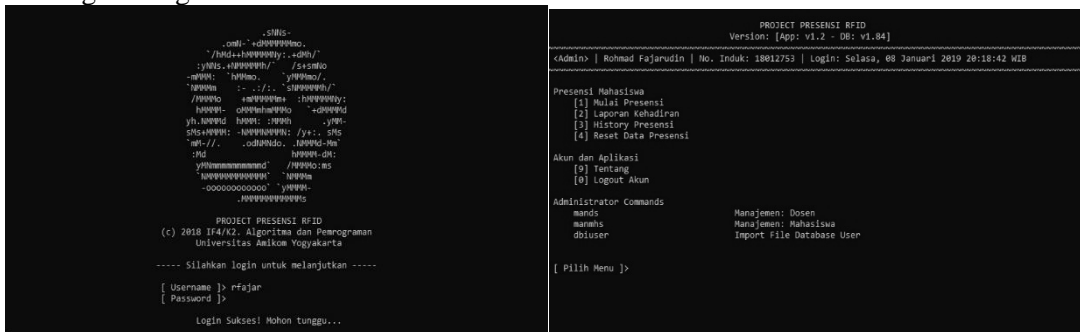 PROJECT PRESENSI RFID
(c) 2018 IF4/K2. Algoritma dan Pemrograman
Universitas Amikom Yogyakarta
----- Silahkan login untuk melanjutkan -----
[ Username ]> rfajar
[ Password ]>
Login Sukses! Mohon tunggu...
PROJECT PRESENSI RFID
Version: [App: v1.2 - DB: v1.84]
<Admin> | Rohmad Fajarudin | No. Induk: 18012753 | Login: Selasa, 08 Januari 2019 20:18:42 WIB
Presensi Mahasiswa
[1] Mulai Presensi
[2] Laporan Kehadiran
[3] History Presensi
[4] Reset Data Presensi
Akun dan Aplikasi
[9] Tentang
[0] Logout Akun
Administrator Commands
mands Manajemen: Dosen
manmhs Manajemen: Mahasiswa
dbiuser Import File Database User
[ Pilih Menu ]>